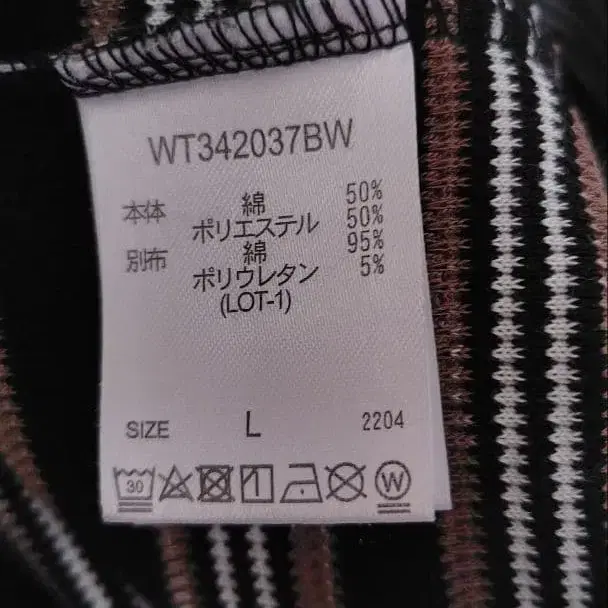 WT342037BW
本体 綿 50%
ポリエステル 50%
別布 綿 95%
ポリウレタン 5%
(LOT-1)
SIZE L 2204
30 W